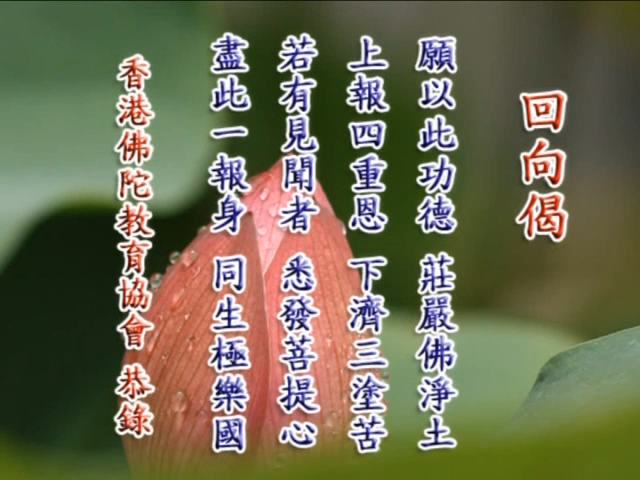 回向偈
願以此功德 莊嚴佛淨土
上報四重恩 下濟三塗苦
若有見聞者 悉發菩提心
盡此一報身 同生極樂國
香港佛陀教育協會 恭錄